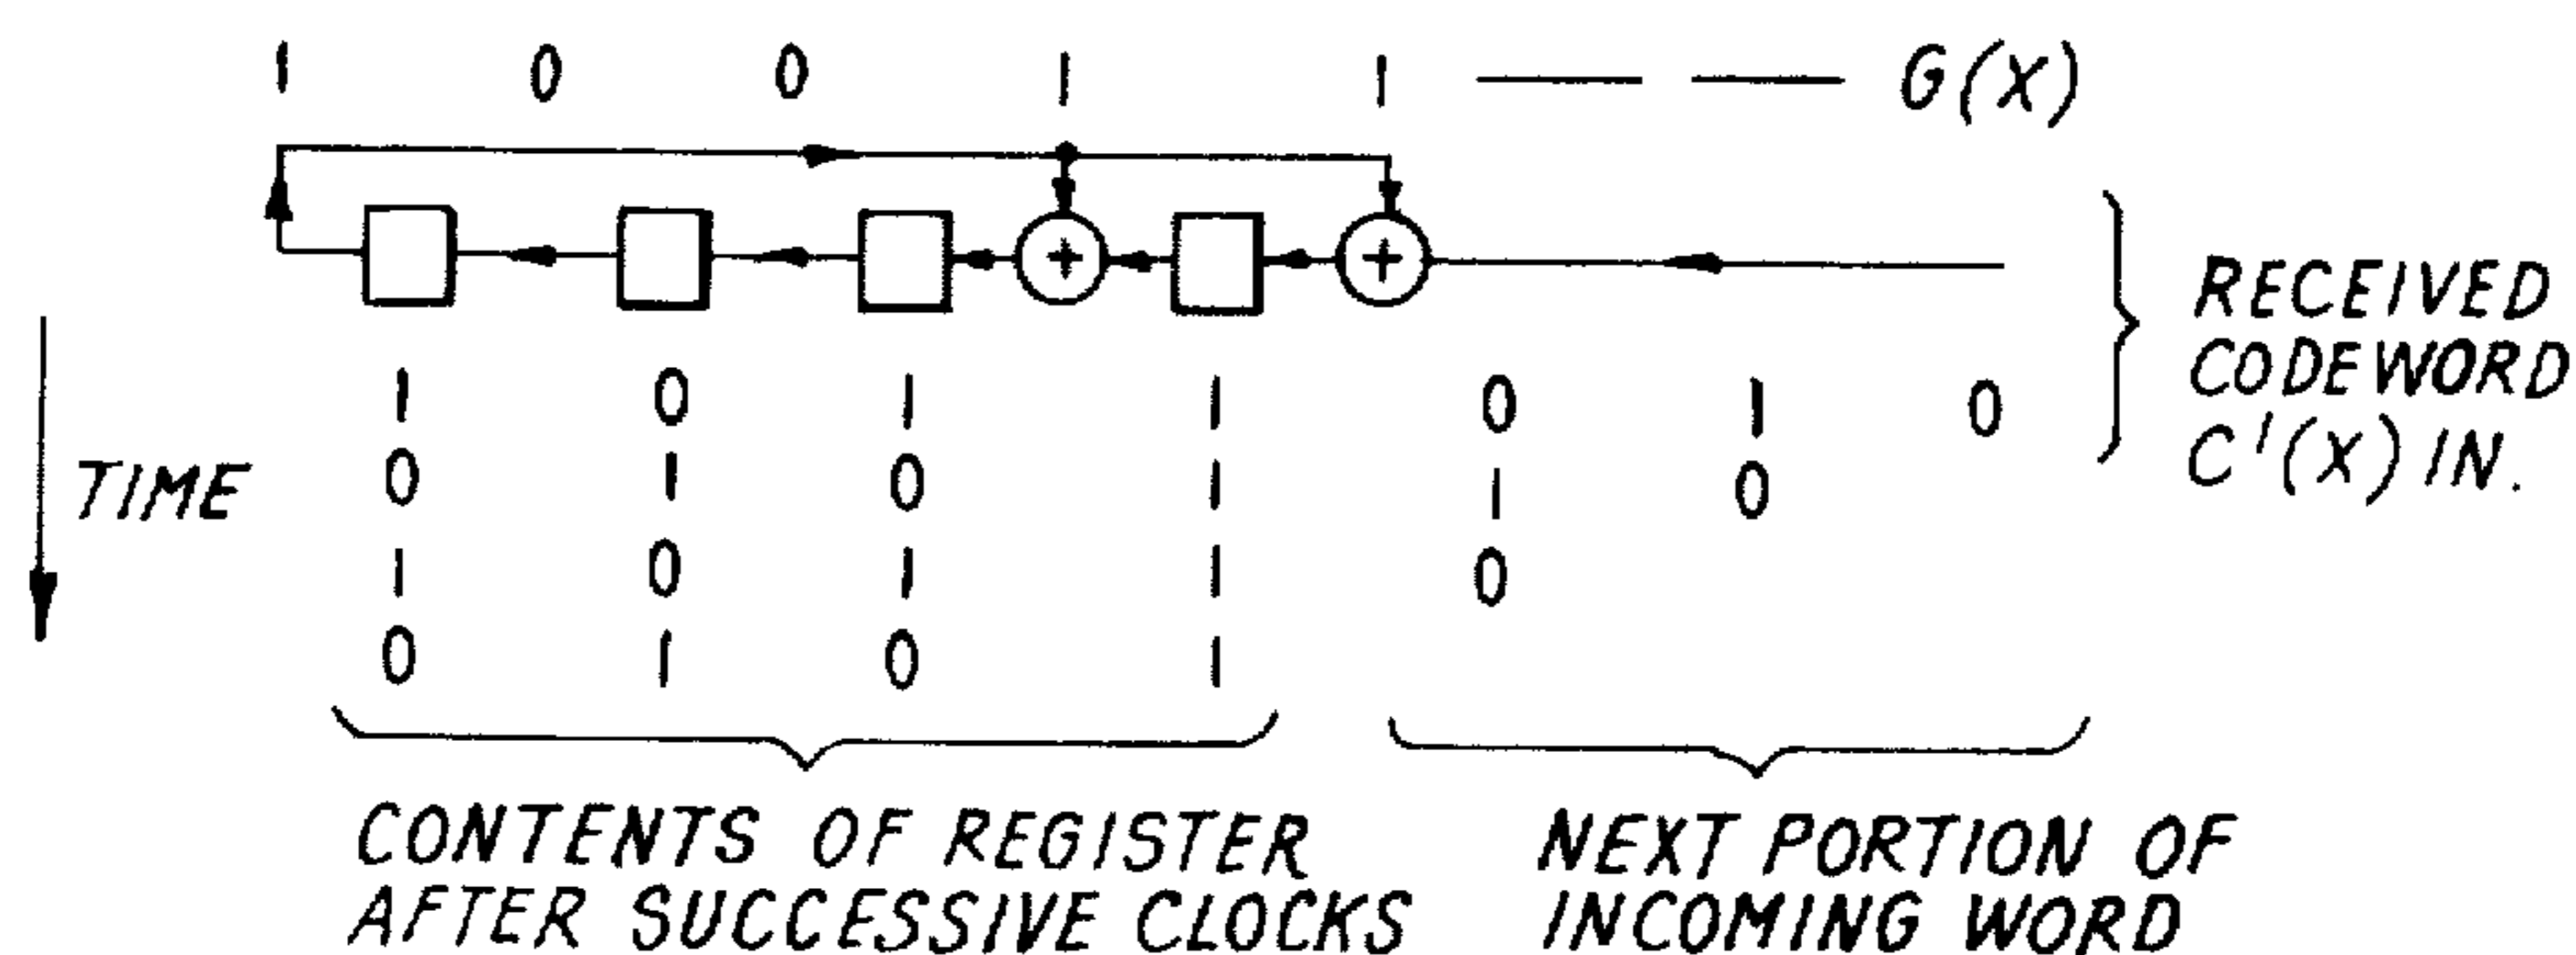 1 0 0 1 1 — — G(X)
+ +
RECEIVED
CODEWORD
C'(X) IN.
TIME
1 0 1 1 0 1 0
0 1 0 1 1 0
1 0 1 1 0
0 1 0 1
CONTENTS OF REGISTER
AFTER SUCCESSIVE CLOCKS
NEXT PORTION OF
INCOMING WORD